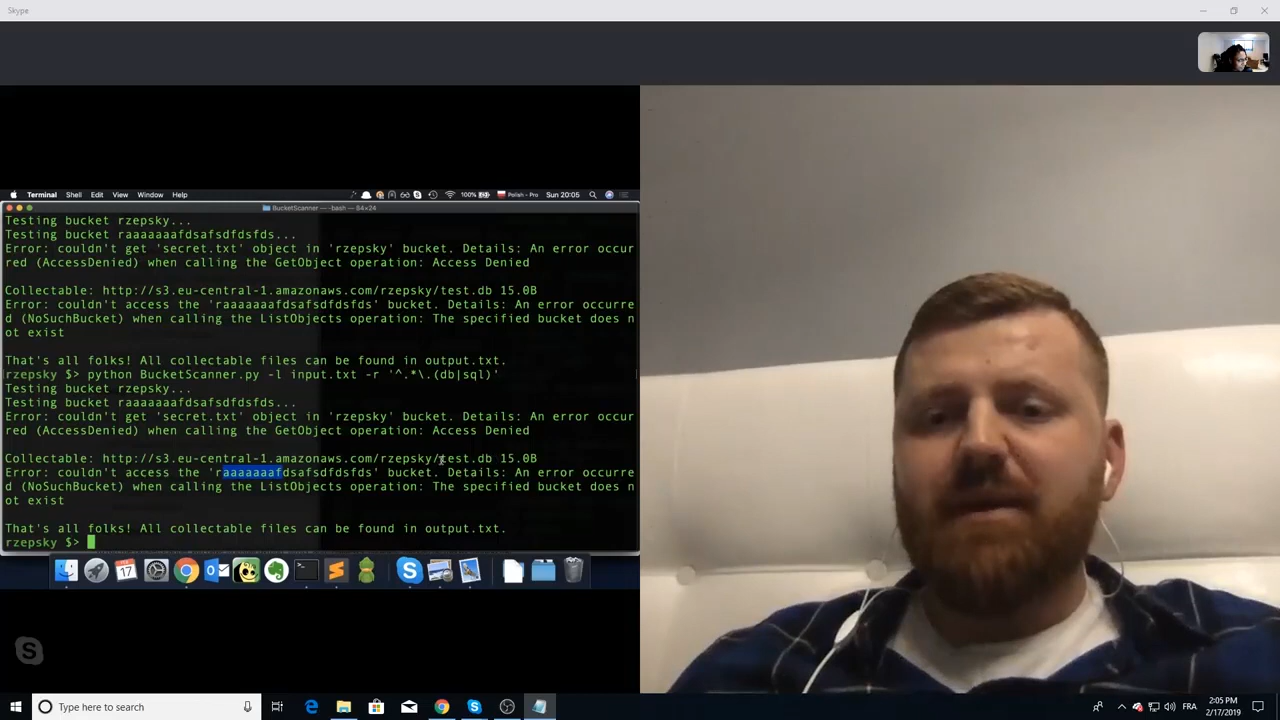 Skype
Terminal Shell Edit View Window Help 100% Polish - Pro Sun 20:05
BucketScanner — -bash — 84×24
Testing bucket rzepsky...
Testing bucket raaaaaaafdsafsdfdsfds...
Error: couldn't get 'secret.txt' object in 'rzepsky' bucket. Details: An error occur
red (AccessDenied) when calling the GetObject operation: Access Denied
Collectable: http://s3.eu-central-1.amazonaws.com/rzepsky/test.db 15.0B
Error: couldn't access the 'raaaaaaafdsafsdfdsfds' bucket. Details: An error occurre
d (NoSuchBucket) when calling the ListObjects operation: The specified bucket does n
ot exist
That's all folks! All collectable files can be found in output.txt.
rzepsky $> python BucketScanner.py -l input.txt -r '^.*\.(db|sql)'
Testing bucket rzepsky...
Testing bucket raaaaaaafdsafsdfdsfds...
Error: couldn't get 'secret.txt' object in 'rzepsky' bucket. Details: An error occur
red (AccessDenied) when calling the GetObject operation: Access Denied
Collectable: http://s3.eu-central-1.amazonaws.com/rzepsky/test.db 15.0B
Error: couldn't access the 'raaaaaaafdsafsdfdsfds' bucket. Details: An error occurre
d (NoSuchBucket) when calling the ListObjects operation: The specified bucket does n
ot exist
That's all folks! All collectable files can be found in output.txt.
rzepsky $>
17
Type here to search
FRA
2:05 PM
2/17/2019